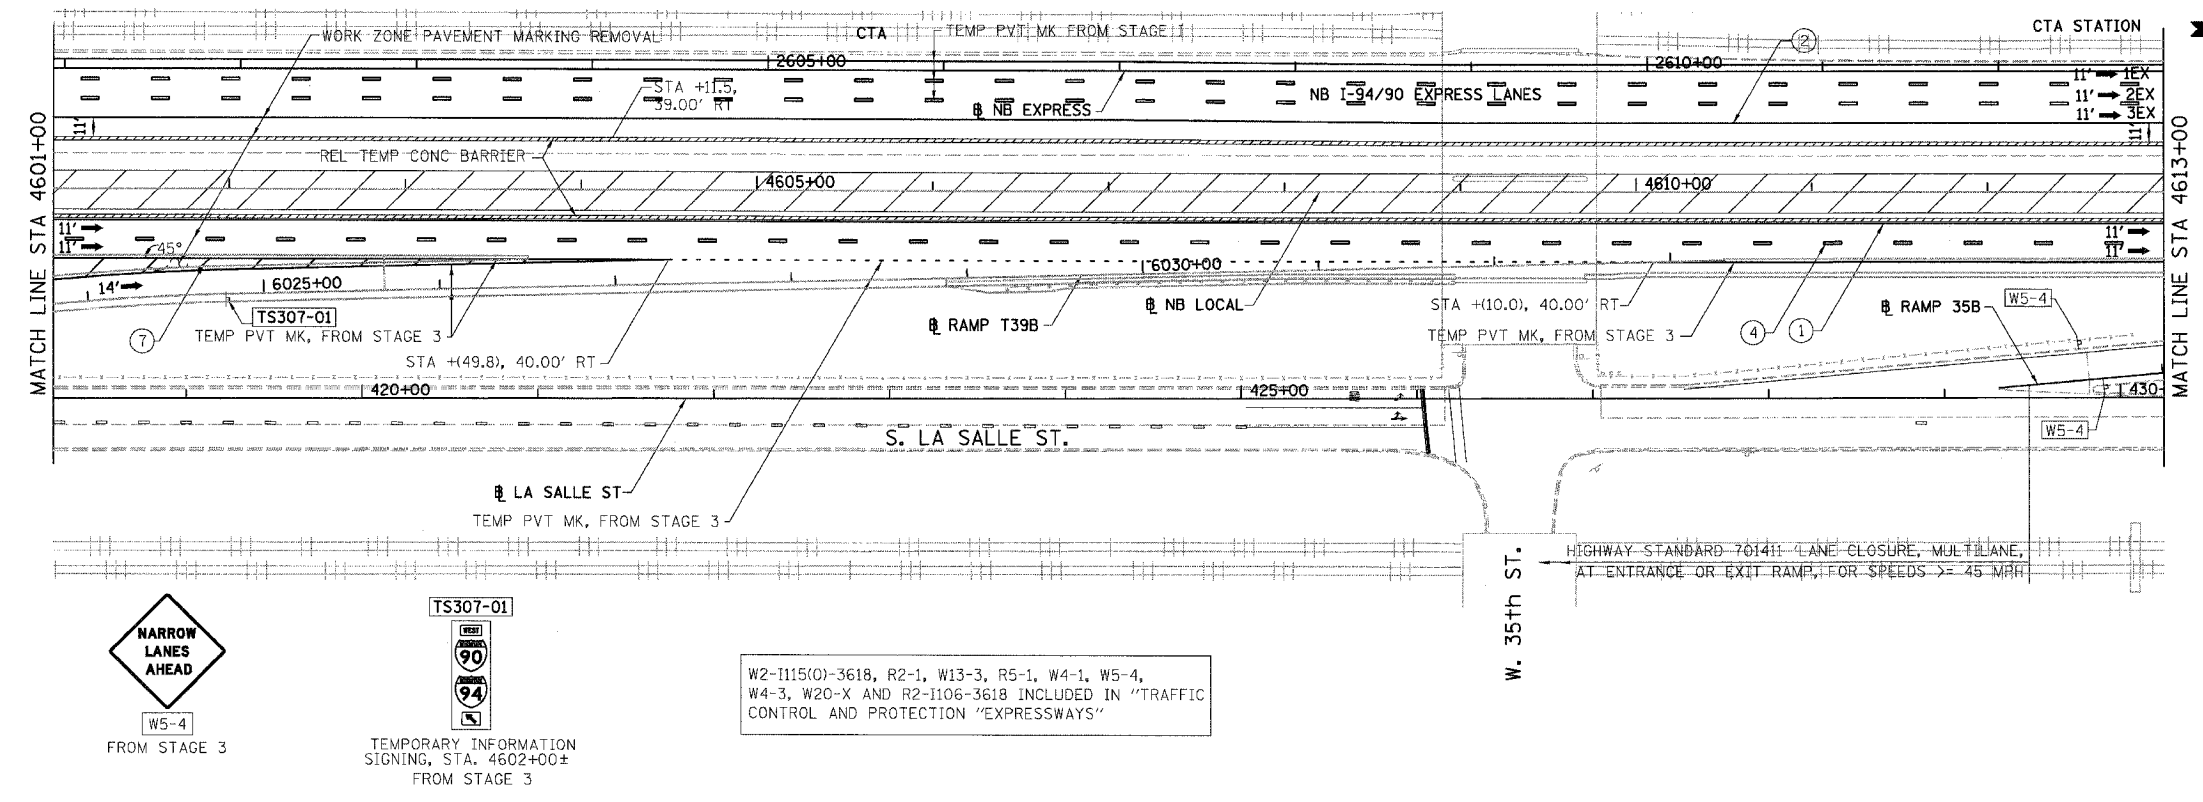 WORK ZONE PAVEMENT MARKING REMOVAL
CTA
TEMP PVT MK FROM STAGE I
CTA STATION
2
2605+00
2610+00
11' 1EX
11' 2EX
11' 3EX
STA +11.5,
39.00' RT
NB I-94/90 EXPRESS LANES
℄ NB EXPRESS
11'
11'
REL TEMP CONC BARRIER
MATCH LINE STA 4601+00
MATCH LINE STA 4613+00
4605+00
4610+00
11'
11'
45°
11'
11'
14'
6025+00
6030+00
TS307-01
7
TEMP PVT MK, FROM STAGE 3
STA +(49.8), 40.00' RT
℄ RAMP T39B
℄ NB LOCAL
STA +(10.0), 40.00' RT
TEMP PVT MK, FROM STAGE 3
4
1
W5-4
℄ RAMP 35B
420+00
425+00
430
W5-4
S. LA SALLE ST.
℄ LA SALLE ST
TEMP PVT MK, FROM STAGE 3
W. 35th ST.
HIGHWAY STANDARD 701411 LANE CLOSURE, MULTILANE,
AT ENTRANCE OR EXIT RAMP, FOR SPEEDS >= 45 MPH
NARROW
LANES
AHEAD
W5-4
FROM STAGE 3
TS307-01
WEST
90
94
TEMPORARY INFORMATION
SIGNING, STA. 4602+00±
FROM STAGE 3
W2-I115(O)-3618, R2-1, W13-3, R5-1, W4-1, W5-4,
W4-3, W20-X AND R2-I106-3618 INCLUDED IN "TRAFFIC
CONTROL AND PROTECTION "EXPRESSWAYS"